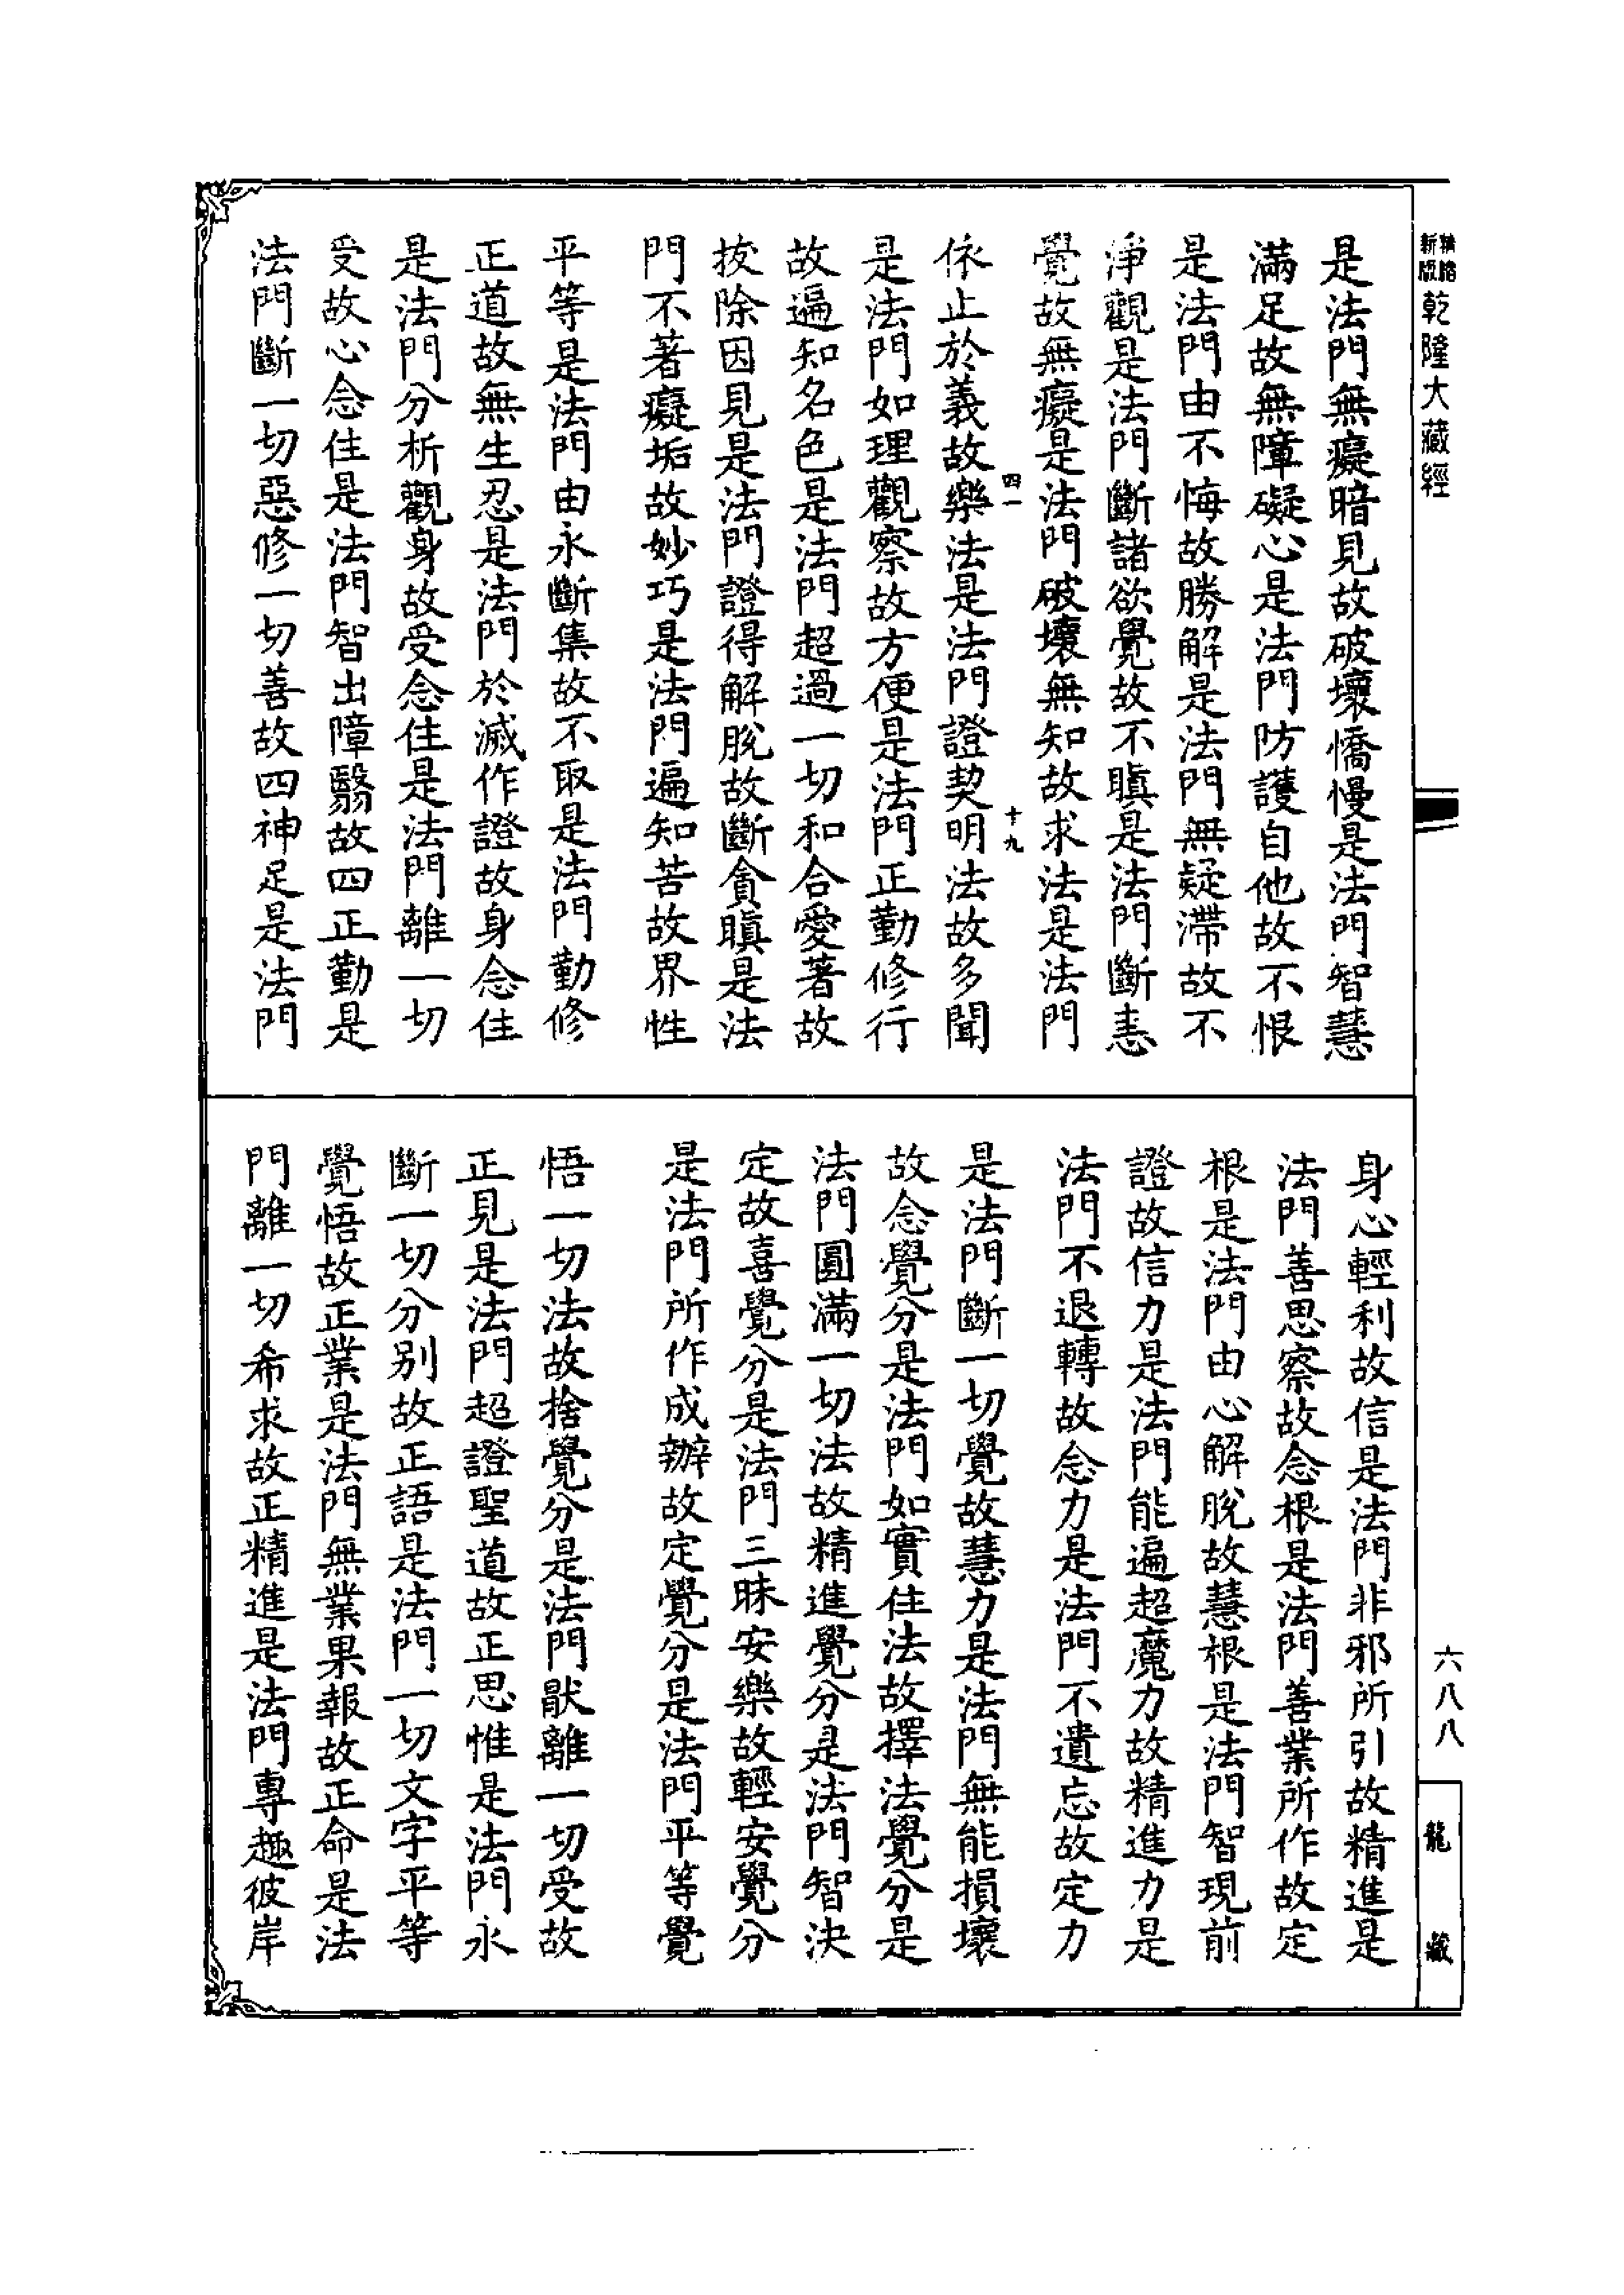 新版
乾隆大藏經
是法門無癡暗見故破壞憍慢是法門智慧
滿足故無障礙心是法門防護自他故不恨
是法門由不悔故勝解是法門無疑滯故不
淨觀是法門斷諸欲覺故不瞋是法門斷恚
覺故無癡是法門破壞無知故求法是法門
四一
十九
依止於義故樂法是法門證契明法故多聞
是法門如理觀察故方便是法門正勤修行
故遍知名色是法門超過一切和合愛著故
拔除因見是法門證得解脫故斷貪瞋是法
門不著癡垢故妙巧是法門遍知苦故界性
平等是法門由永斷集故不取是法門勤修
正道故無生忍是法門於滅作證故身念住
是法門分析觀身故受念住是法門離一切
受故心念住是法門智出障翳故四正勤是
法門斷一切惡修一切善故四神足是法門
身心輕利故信是法門非邪所引故精進是
法門善思察故念根是法門善業所作故定
根是法門由心解脫故慧根是法門智現前
證故信力是法門能遍超魔力故精進力是
法門不退轉故念力是法門不遺忘故定力
是法門斷一切覺故慧力是法門無能損壞
故念覺分是法門如實住法故擇法覺分是
法門圓滿一切法故精進覺分是法門智決
定故喜覺分是法門三昧安樂故輕安覺分
是法門所作成辦故定覺分是法門平等覺
悟一切法故捨覺分是法門猒離一切受故
正見是法門超證聖道故正思惟是法門永
斷一切分別故正語是法門一切文字平等
覺悟故正業是法門無業果報故正命是法
門離一切希求故正精進是法門專趣彼岸
六八八
龍藏